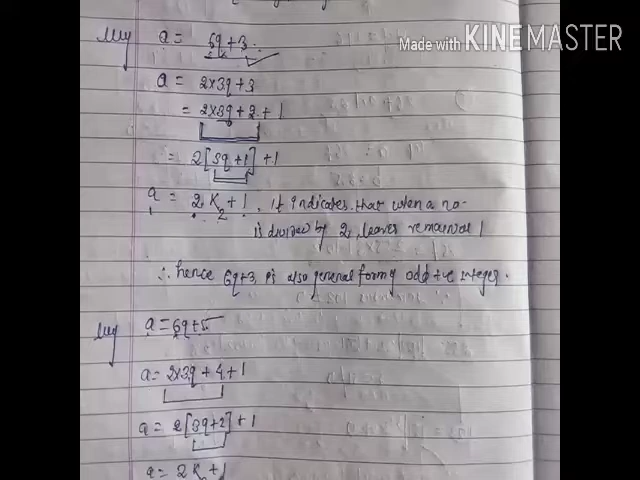 Made with KINEMASTER
lly a = 6q+3.
a = 2×3q+3
= 2×3q+2+1
= 2[3q+1]+1
a = 2K2+1. It indicates that when a no.
is divided by 2, leaves remainder 1
∴ hence 6q+3 is also general form of odd +ve integer.
lly a = 6q+5
a = 2×3q+4+1
a = 2[3q+2]+1
a = 2K +1